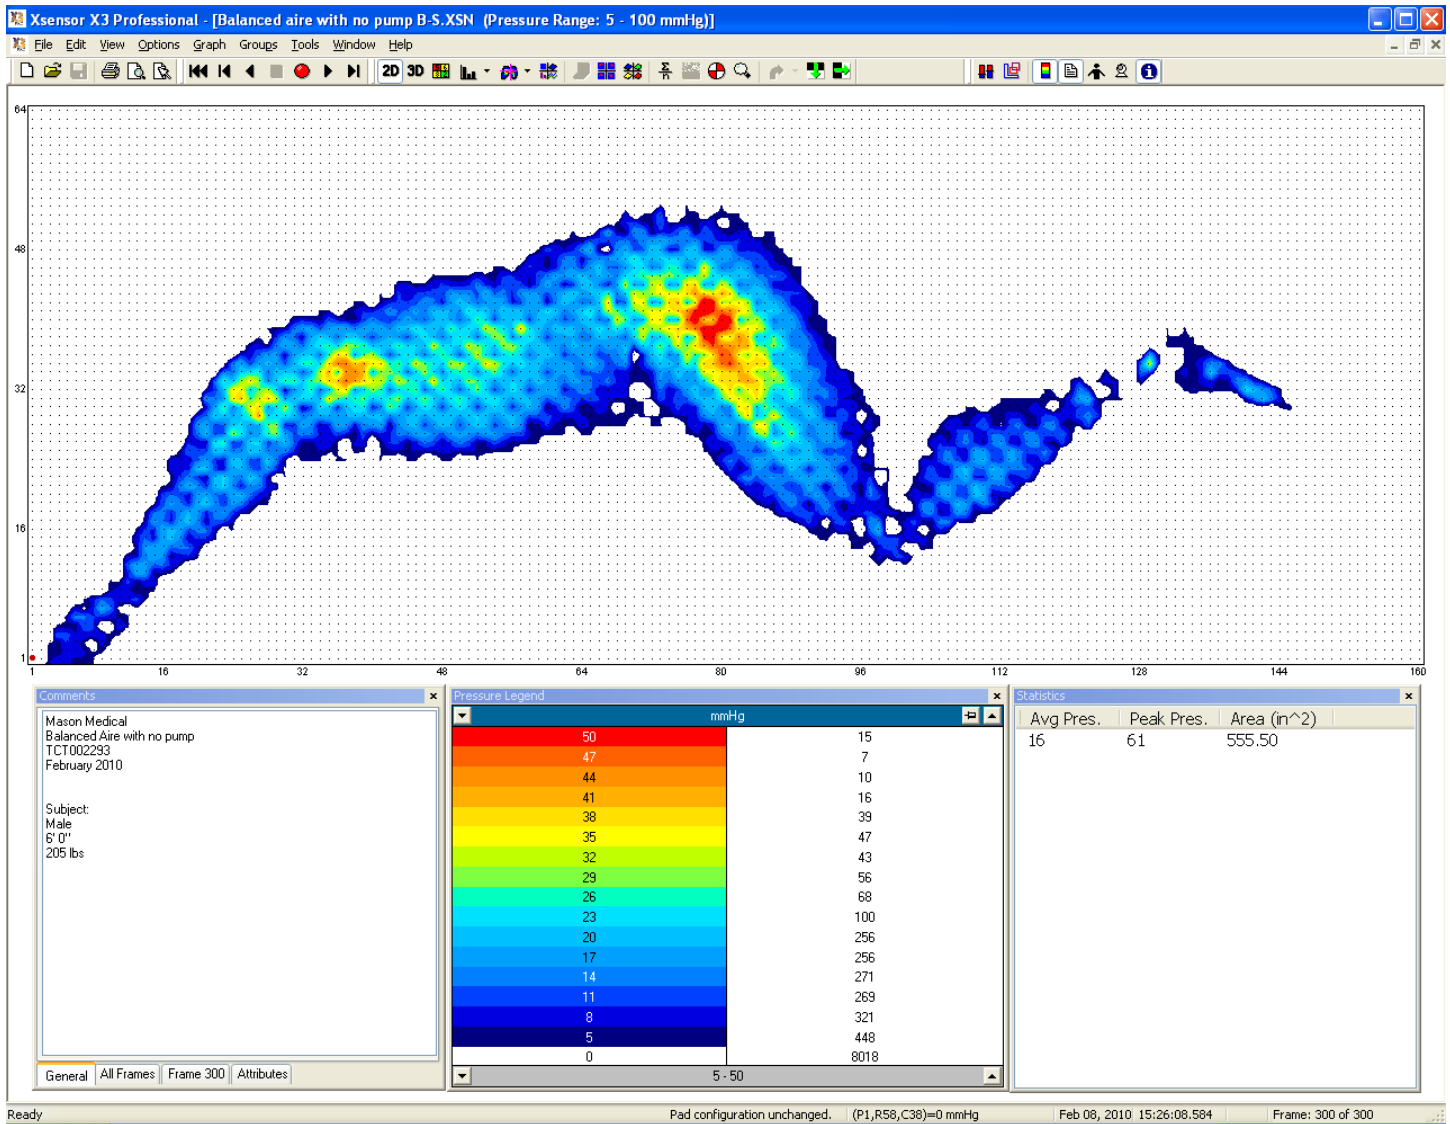 Xsensor X3 Professional - [Balanced aire with no pump B-S.XSN (Pressure Range: 5 - 100 mmHg)]
File Edit View Options Graph Groups Tools Window Help
2D 3D
64
48
32
16
1
1 16 32 48 64 80 96 112 128 144 160
Comments
Mason Medical
Balanced Aire with no pump
TCT002293
February 2010
Subject:
Male
6' 0"
205 lbs
General All Frames Frame 300 Attributes
Pressure Legend
mmHg
50 15
47 7
44 10
41 16
38 39
35 47
32 43
29 56
26 68
23 100
20 256
17 256
14 271
11 269
8 321
5 448
0 8018
5 - 50
Statistics
Avg Pres. Peak Pres. Area (in^2)
16 61 555.50
Ready Pad configuration unchanged. (P1,R58,C38)=0 mmHg Feb 08, 2010 15:26:08.584 Frame: 300 of 300